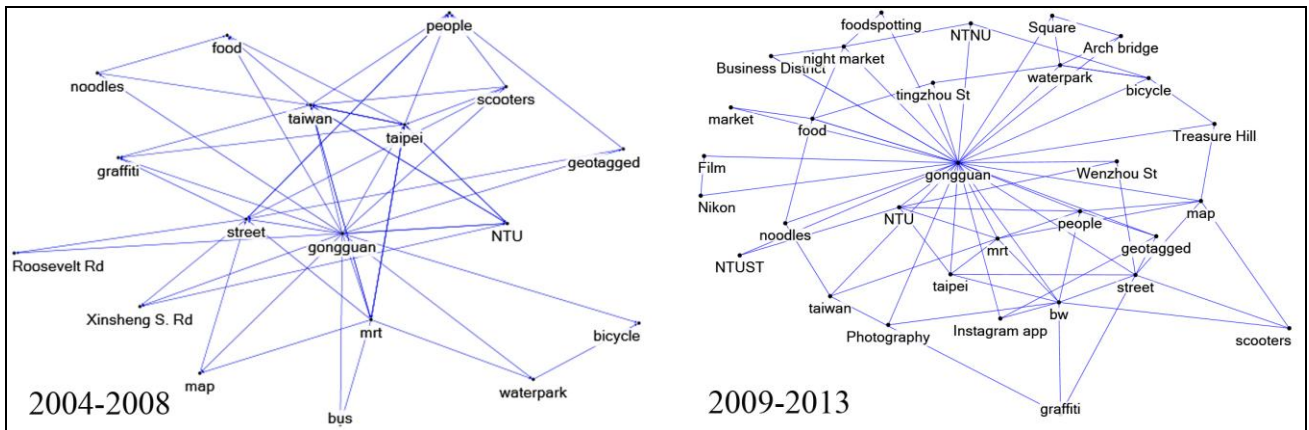 people
food
noodles
scooters
taiwan
taipei
graffiti
geotagged
street
gongguan
NTU
Roosevelt Rd
Xinsheng S. Rd
mrt
bicycle
map
waterpark
bus
2004-2008
foodspotting
NTNU
Square
Arch bridge
night market
Business District
waterpark
tingzhou St
bicycle
market
food
Treasure Hill
Film
gongguan
Wenzhou St
Nikon
NTU
people
map
noodles
mrt
geotagged
NTUST
taipei
street
taiwan
bw
Photography
Instagram app
scooters
graffiti
2009-2013